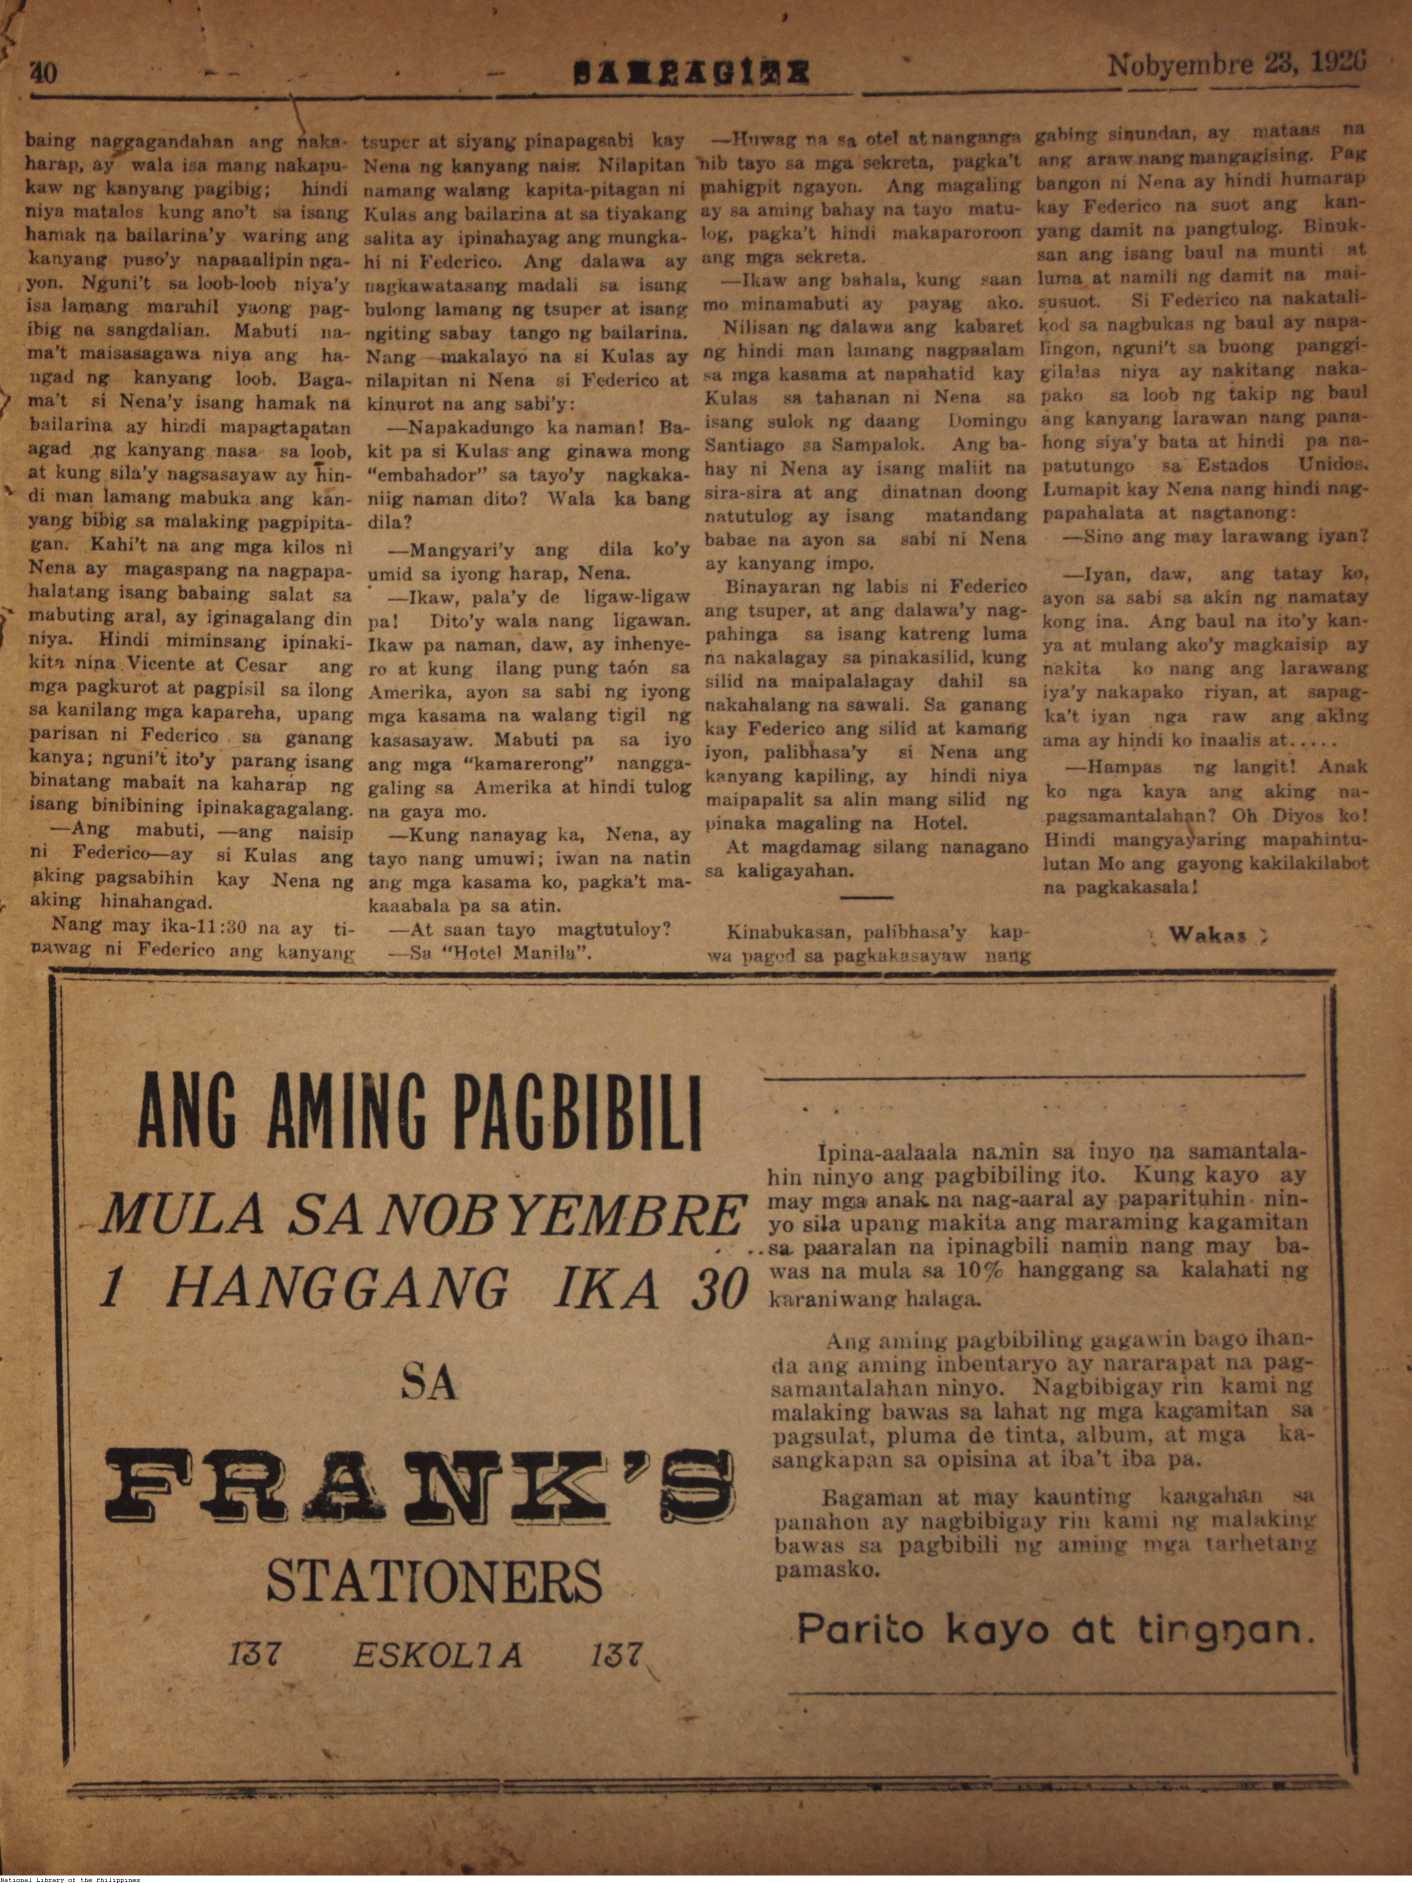 40
SAMPAGITA
Nobyembre 23, 1926
baing naggagandahan ang naka-
harap, ay wala isa mang nakapu-
kaw ng kanyang pagibig; hindi
niya matalos kung ano't sa isang
hamak na bailarina'y waring ang
kanyang puso'y napaaalipin nga-
yon. Nguni't sa loob-loob niya'y
isa lamang marahil yaong pag-
ibig na sangdalian. Mabuti na-
ma't maisasagawa niya ang ha-
ngad ng kanyang loob. Baga-
ma't si Nena'y isang hamak na
bailarina ay hindi mapagtapatan
agad ng kanyang nasa sa loob,
at kung sila'y nagsasayaw ay hin-
di man lamang mabuka ang kan-
yang bibig sa malaking pagpipita-
gan. Kahi't na ang mga kilos ni
Nena ay magaspang na nagpapa-
halatang isang babaing salat sa
mabuting aral, ay iginagalang din
niya. Hindi miminsang ipinaki-
kita nina Vicente at Cesar ang
mga pagkurot at pagpisil sa ilong
sa kanilang mga kapareha, upang
parisan ni Federico sa ganang
kanya; nguni't ito'y parang isang
binatang mabait na kaharap ng
isang binibining ipinakagagalang.
—Ang mabuti, —ang naisip
ni Federico—ay si Kulas ang
aking pagsabihin kay Nena ng
aking hinahangad.
Nang may ika-11:30 na ay ti-
nawag ni Federico ang kanyang
tsuper at siyang pinapagsabi kay
Nena ng kanyang nais. Nilapitan
namang walang kapita-pitagan ni
Kulas ang bailarina at sa tiyakang
salita ay ipinahayag ang mungka-
hi ni Federico. Ang dalawa ay
nagkawatasang madali sa isang
bulong lamang ng tsuper at isang
ngiting sabay tango ng bailarina.
Nang makalayo na si Kulas ay
nilapitan ni Nena si Federico at
kinurot na ang sabi'y:
—Napakadungo ka naman! Ba-
kit pa si Kulas ang ginawa mong
“embahador” sa tayo'y nagkaka-
niig naman dito? Wala ka bang
dila?
—Mangyari'y ang dila ko'y
umid sa iyong harap, Nena.
—Ikaw, pala'y de ligaw-ligaw
pa! Dito'y wala nang ligawan.
Ikaw pa naman, daw, ay inhenye-
ro at kung ilang pung taón sa
Amerika, ayon sa sabi ng iyong
mga kasama na walang tigil ng
kasasayaw. Mabuti pa sa iyo
ang mga “kamarerong” nangga-
galing sa Amerika at hindi tulog
na gaya mo.
—Kung nanayag ka, Nena, ay
tayo nang umuwi; iwan na natin
ang mga kasama ko, pagka't ma-
kaaabala pa sa atin.
—At saan tayo magtutuloy?
—Sa “Hotel Manila”.
—Huwag na sa otel at nanganga
nib tayo sa mga sekreta, pagka't
mahigpit ngayon. Ang magaling
ay sa aming bahay na tayo matu-
log, pagka't hindi makaparoroon
ang mga sekreta.
—Ikaw ang bahala, kung saan
mo minamabuti ay payag ako.
Nilisan ng dalawa ang kabaret
ng hindi man lamang nagpaalam
sa mga kasama at napahatid kay
Kulas sa tahanan ni Nena sa
isang sulok ng daang Domingo
Santiago sa Sampalok. Ang ba-
hay ni Nena ay isang maliit na
sira-sira at ang dinatnan doong
natutulog ay isang matandang
babae na ayon sa sabi ni Nena
ay kanyang impo.
Binayaran ng labis ni Federico
ang tsuper, at ang dalawa'y nag-
pahinga sa isang katreng luma
na nakalagay sa pinakasilid, kung
silid na maipalalagay dahil sa
nakahalang na sawali. Sa ganang
kay Federico ang silid at kamang
iyon, palibhasa'y si Nena ang
kanyang kapiling, ay hindi niya
maipapalit sa alin mang silid ng
pinaka magaling na Hotel.
At magdamag silang nanagano
sa kaligayahan.
Kinabukasan, palibhasa'y kap-
wa pagod sa pagkakasayaw nang
gabing sinundan, ay mataas na
ang araw nang mangagising. Pag
bangon ni Nena ay hindi humarap
kay Federico na suot ang kan-
yang damit na pangtulog. Binuk-
san ang isang baul na munti at
luma at namili ng damit na mai-
susuot. Si Federico na nakatali-
kod sa nagbukas ng baul ay napa-
lingon, nguni't sa buong panggi-
gilalas niya ay nakitang naka-
pako sa loob ng takip ng baul
ang kanyang larawan nang pana-
hong siya'y bata at hindi pa na-
patutungo sa Estados Unidos.
Lumapit kay Nena nang hindi nag-
papahalata at nagtanong:
—Sino ang may larawang iyan?
—Iyan, daw, ang tatay ko,
ayon sa sabi sa akin ng namatay
kong ina. Ang baul na ito'y kan-
ya at mulang ako'y magkaisip ay
nakita ko nang ang larawang
iya'y nakapako riyan, at sapag-
ka't iyan nga raw ang aking
ama ay hindi ko inaalis at.....
—Hampas ng langit! Anak
ko nga kaya ang aking na-
pagsamantalahan? Oh Diyos ko!
Hindi mangyayaring mapahintu-
lutan Mo ang gayong kakilakilabot
na pagkakasala!
Wakas
ANG AMING PAGBIBILI
MULA SA NOBYEMBRE
1 HANGGANG IKA 30
SA
FRANK'S
STATIONERS
137 ESKOLTA 137
Ipina-aalaala namin sa inyo na samantala-
hin ninyo ang pagbibiling ito. Kung kayo ay
may mga anak na nag-aaral ay paparituhin nin-
yo sila upang makita ang maraming kagamitan
sa paaralan na ipinagbili namin nang may ba-
was na mula sa 10% hanggang sa kalahati ng
karaniwang halaga.
Ang aming pagbibiling gagawin bago ihan-
da ang aming inbentaryo ay nararapat na pag-
samantalahan ninyo. Nagbibigay rin kami ng
malaking bawas sa lahat ng mga kagamitan sa
pagsulat, pluma de tinta, album, at mga ka-
sangkapan sa opisina at iba't iba pa.
Bagaman at may kaunting kaagahan sa
panahon ay nagbibigay rin kami ng malaking
bawas sa pagbibili ng aming mga tarhetang
pamasko.
Parito kayo at tingnan.
National Library of the Philippines